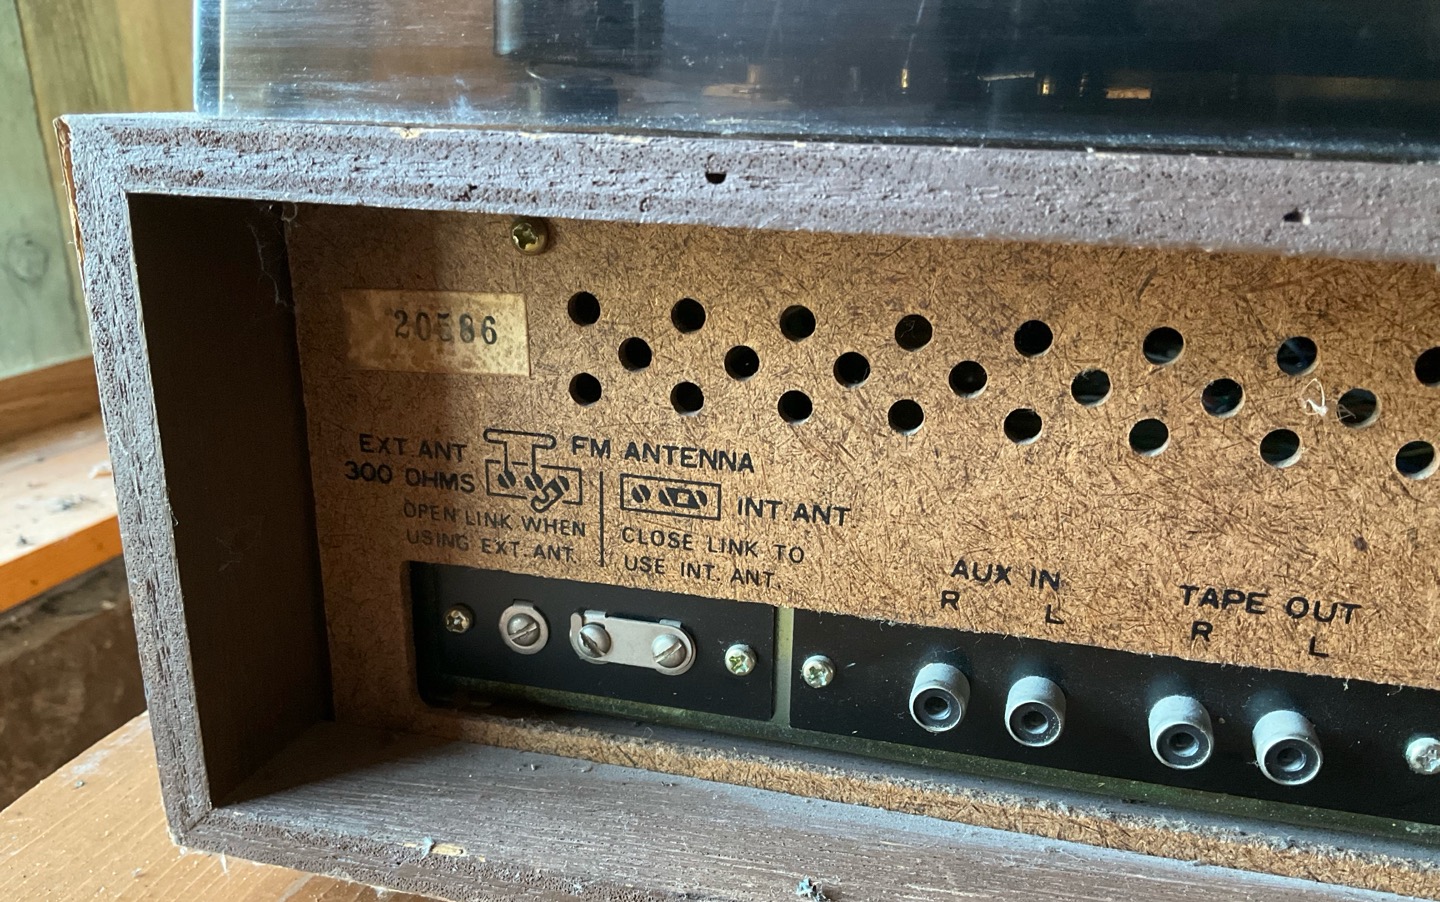 20586
EXT ANT
300 OHMS
OPEN LINK WHEN
USING EXT. ANT.
FM ANTENNA
INT ANT
CLOSE LINK TO
USE INT. ANT.
AUX IN
R L
TAPE OUT
R L